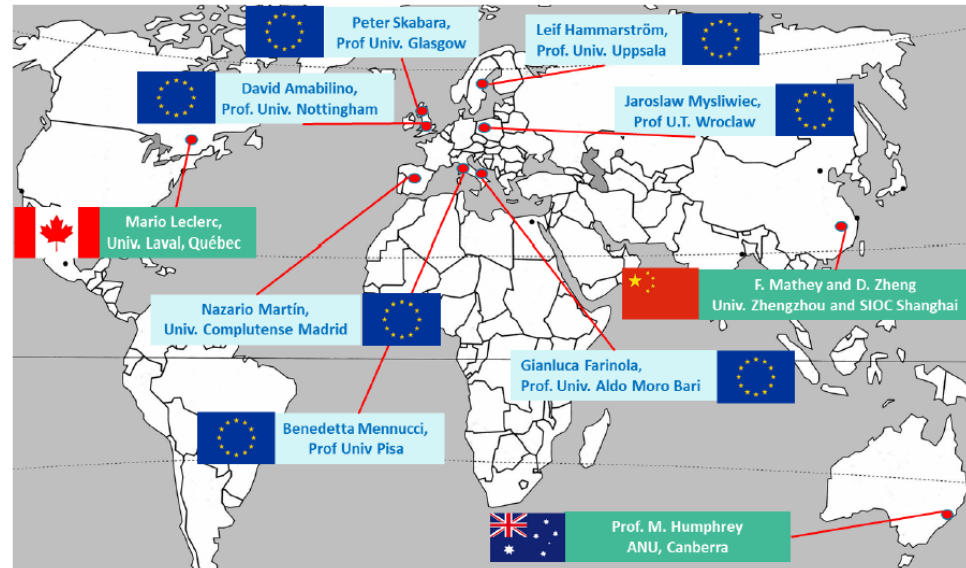 Peter Skabara,
Prof Univ. Glasgow
Leif Hammarström,
Prof. Univ. Uppsala
David Amabilino,
Prof. Univ. Nottingham
Jaroslaw Mysliwiec,
Prof U.T. Wroclaw
Mario Leclerc,
Univ. Laval, Québec
F. Mathey and D. Zheng
Univ. Zhengzhou and SIOC Shanghai
Nazario Martín,
Univ. Complutense Madrid
Gianluca Farinola,
Prof. Univ. Aldo Moro Bari
Benedetta Mennucci,
Prof Univ Pisa
Prof. M. Humphrey
ANU, Canberra